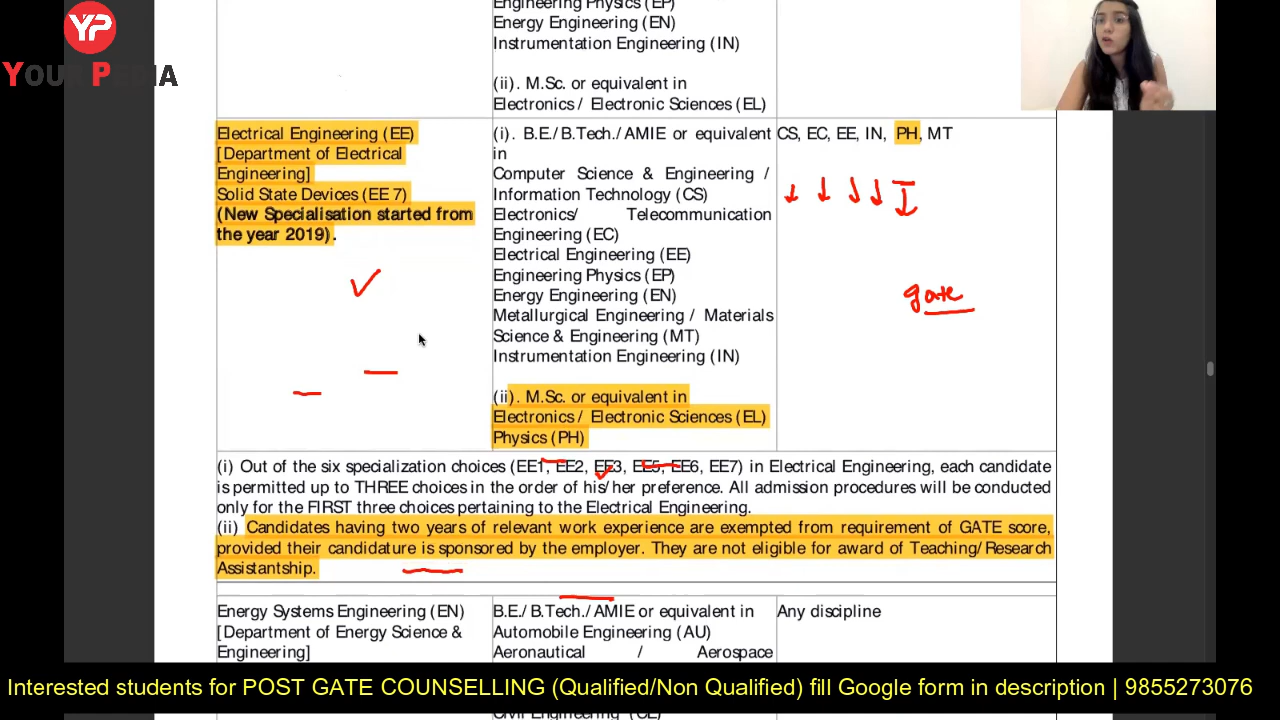 YP
YOUR PEDIA
Engineering Physics (EP)
Energy Engineering (EN)
Instrumentation Engineering (IN)
(ii). M.Sc. or equivalent in
Electronics / Electronic Sciences (EL)
Electrical Engineering (EE)
[Department of Electrical
Engineering]
Solid State Devices (EE 7)
(New Specialisation started from
the year 2019).
(i). B.E./ B.Tech./ AMIE or equivalent
in
Computer Science & Engineering /
Information Technology (CS)
Electronics/ Telecommunication
Engineering (EC)
Electrical Engineering (EE)
Engineering Physics (EP)
Energy Engineering (EN)
Metallurgical Engineering / Materials
Science & Engineering (MT)
Instrumentation Engineering (IN)
(ii). M.Sc. or equivalent in
Electronics / Electronic Sciences (EL)
Physics (PH)
CS, EC, EE, IN, PH, MT
gate
(i) Out of the six specialization choices (EE1, EE2, EE3, EE5, EE6, EE7) in Electrical Engineering, each candidate
is permitted up to THREE choices in the order of his/her preference. All admission procedures will be conducted
only for the FIRST three choices pertaining to the Electrical Engineering.
(ii) Candidates having two years of relevant work experience are exempted from requirement of GATE score,
provided their candidature is sponsored by the employer. They are not eligible for award of Teaching/Research
Assistantship.
Energy Systems Engineering (EN)
[Department of Energy Science &
Engineering]
B.E./ B.Tech./ AMIE or equivalent in
Automobile Engineering (AU)
Aeronautical / Aerospace
Any discipline
Civil Engineering (CE)
Interested students for POST GATE COUNSELLING (Qualified/Non Qualified) fill Google form in description | 9855273076